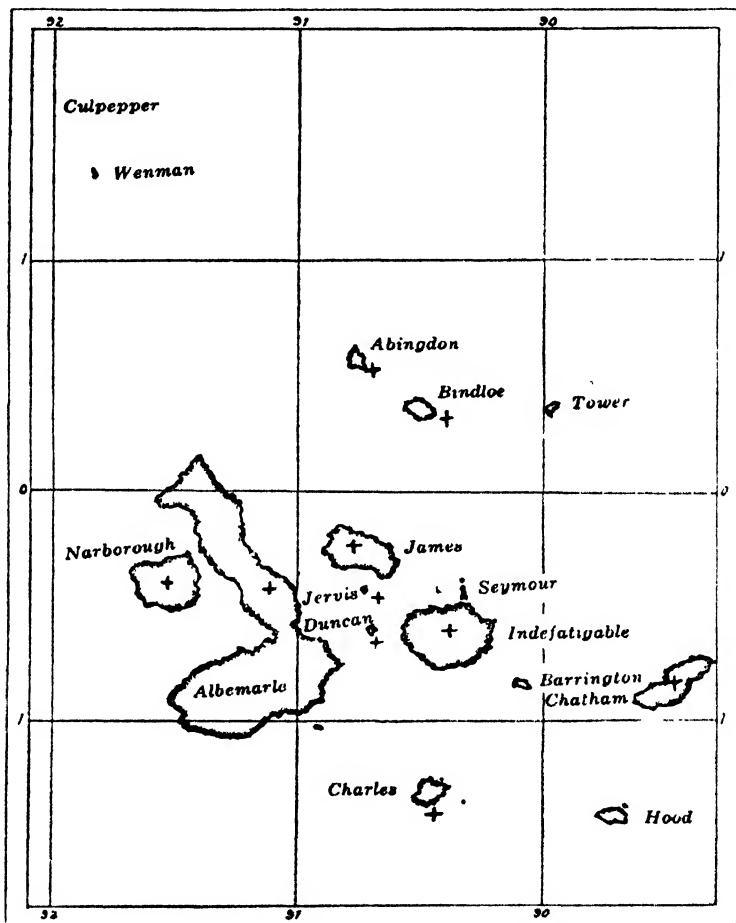 92 91 90
Culpepper
Wenman
1 1
Abingdon
Bindloe
Tower
0 0
Narborough
James
Jervis
Seymour
Duncan
Indefatigable
Albemarle
Barrington
Chatham
1 1
Charles
Hood
92 91 90